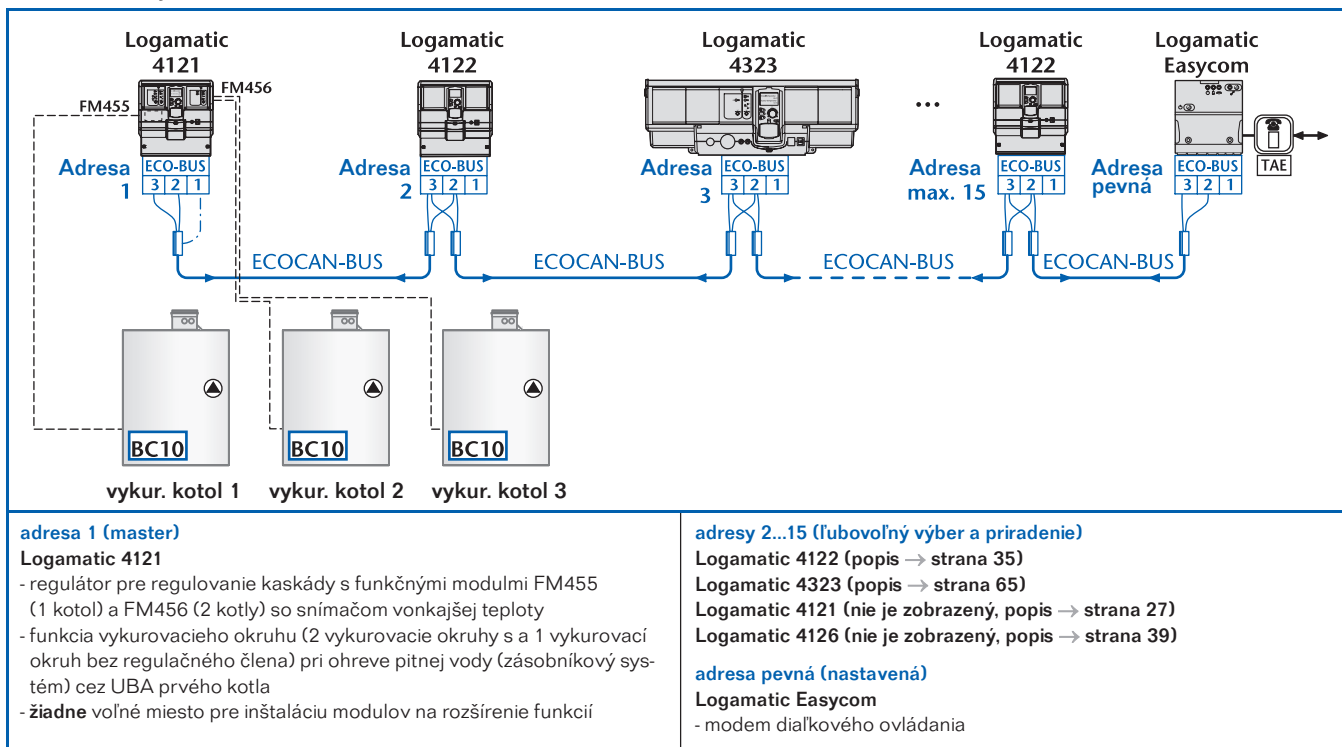 Logamatic 4121
Logamatic 4122
Logamatic 4323
Logamatic 4122
Logamatic Easycom
FM455
FM456
...
Adresa 1
ECO-BUS
3 2 1
Adresa 2
ECO-BUS
3 2 1
Adresa 3
ECO-BUS
3 2 1
Adresa max. 15
ECO-BUS
3 2 1
Adresa pevná
ECO-BUS
3 2 1
TAE
ECOCAN-BUS
ECOCAN-BUS
ECOCAN-BUS
ECOCAN-BUS
BC10
BC10
BC10
vykur. kotol 1
vykur. kotol 2
vykur. kotol 3
adresa 1 (master)
Logamatic 4121
- regulátor pre regulovanie kaskády s funkčnými modulmi FM455
(1 kotol) a FM456 (2 kotly) so snímačom vonkajšej teploty
- funkcia vykurovacieho okruhu (2 vykurovacie okruhy s a 1 vykurovací
okruh bez regulačného člena) pri ohreve pitnej vody (zásobníkový sys-
tém) cez UBA prvého kotla
- žiadne voľné miesto pre inštaláciu modulov na rozšírenie funkcií
adresy 2...15 (ľubovoľný výber a priradenie)
Logamatic 4122 (popis → strana 35)
Logamatic 4323 (popis → strana 65)
Logamatic 4121 (nie je zobrazený, popis → strana 27)
Logamatic 4126 (nie je zobrazený, popis → strana 39)
adresa pevná (nastavená)
Logamatic Easycom
- modem diaľkového ovládania